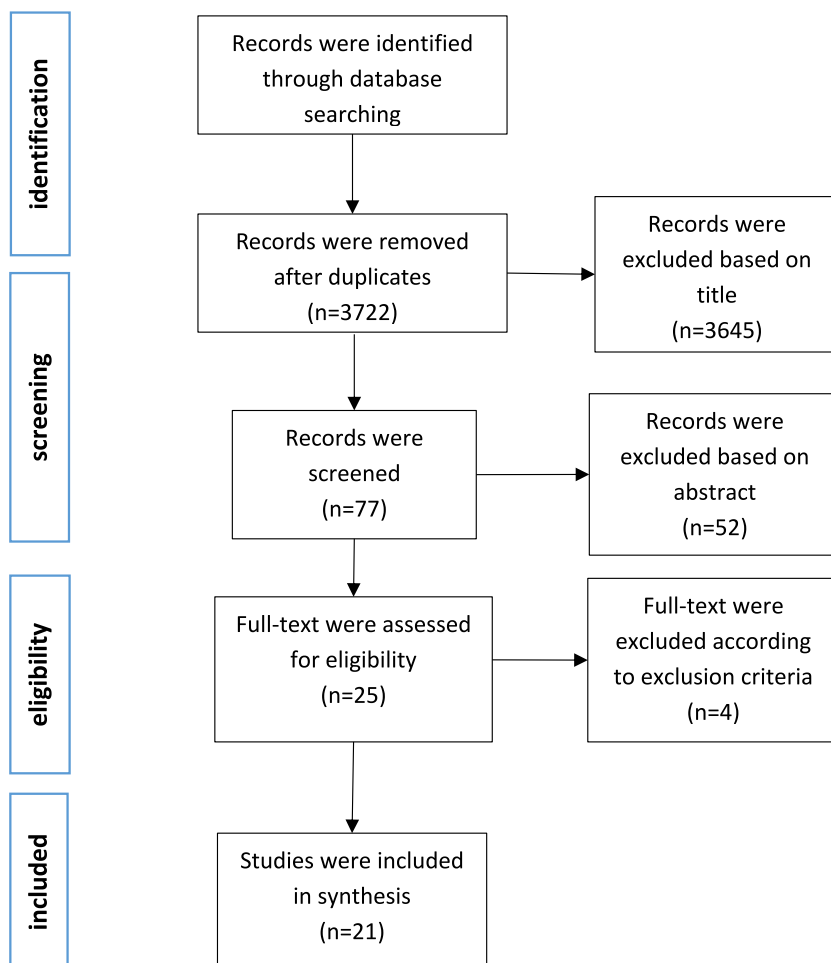 identification
Records were identified
through database
searching
Records were removed
after duplicates
(n=3722)
Records were
excluded based on
title
(n=3645)
screening
Records were
screened
(n=77)
Records were
excluded based on
abstract
(n=52)
eligibility
Full-text were assessed
for eligibility
(n=25)
Full-text were
excluded according
to exclusion criteria
(n=4)
included
Studies were included
in synthesis
(n=21)